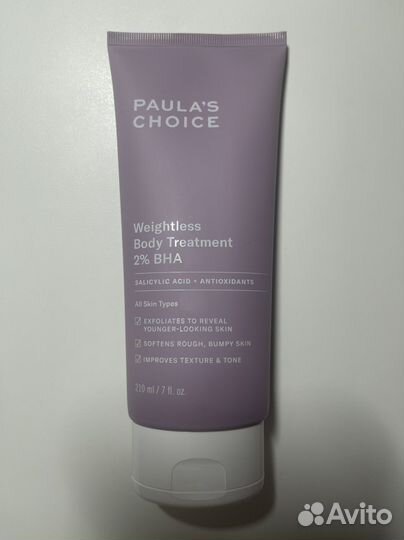 PAULA'S
CHOICE
Weightless
Body Treatment
2% BHA
SALICYLIC ACID + ANTIOXIDANTS
All Skin Types
EXFOLIATES TO REVEAL
YOUNGER-LOOKING SKIN
SOFTENS ROUGH, BUMPY SKIN
IMPROVES TEXTURE & TONE
210 ml / 7 fl. oz.
Avito